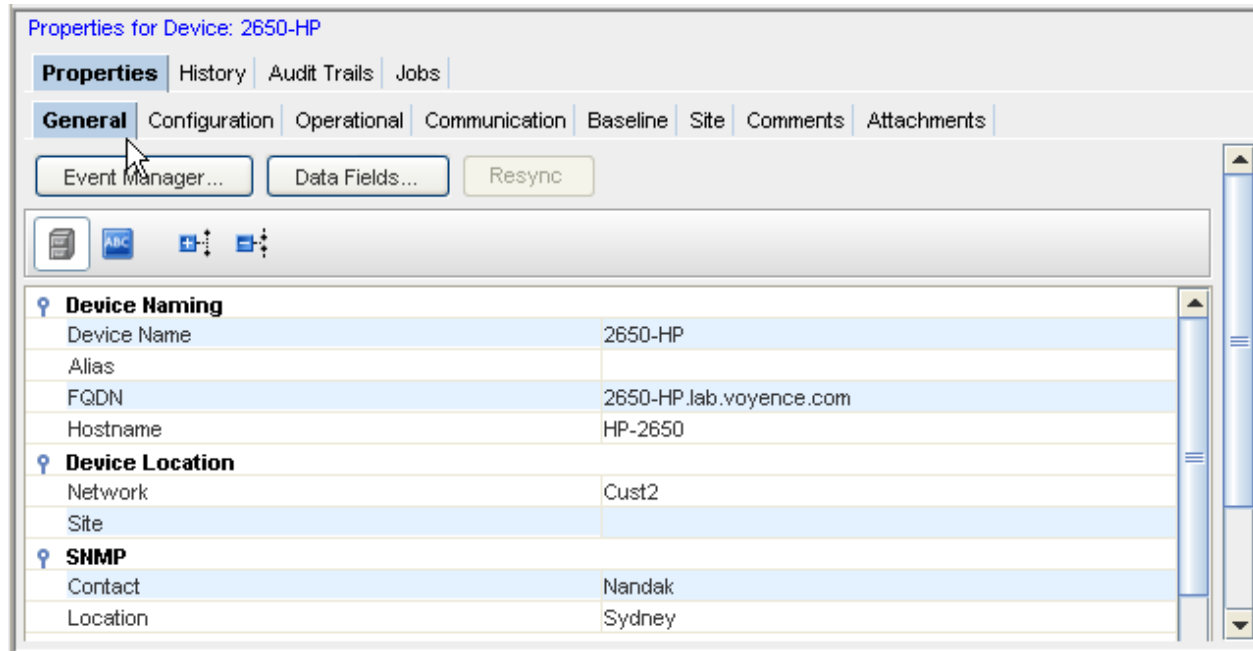 Properties for Device: 2650-HP
Properties History Audit Trails Jobs
General Configuration Operational Communication Baseline Site Comments Attachments
Event Manager... Data Fields... Resync
ABC
Device Naming
Device Name 2650-HP
Alias
FQDN 2650-HP.lab.voyence.com
Hostname HP-2650
Device Location
Network Cust2
Site
SNMP
Contact Nandak
Location Sydney